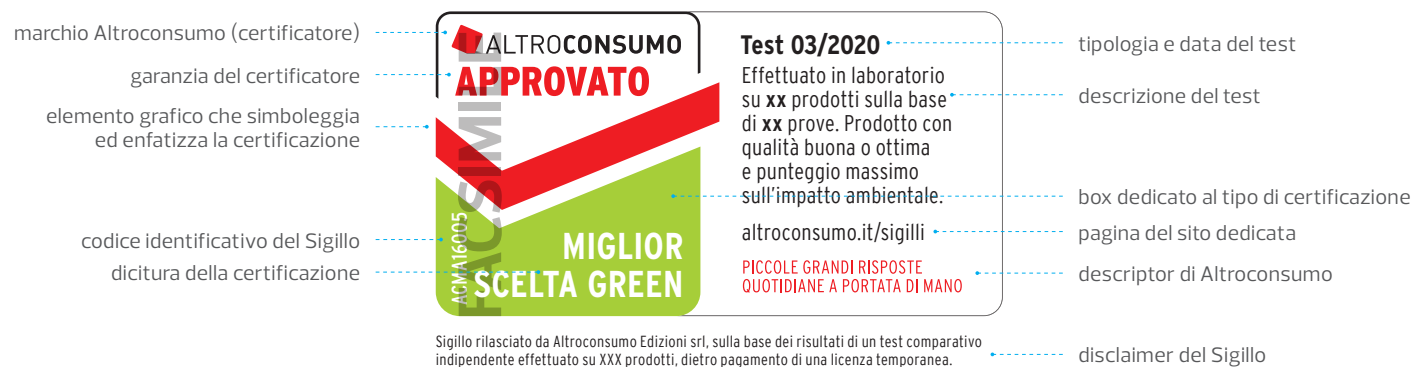 marchio Altroconsumo (certificatore)
garanzia del certificatore
elemento grafico che simboleggia
ed enfatizza la certificazione
codice identificativo del Sigillo
dicitura della certificazione
ALTROCONSUMO
APPROVATO
FACSIMILE
ACMA16005
MIGLIOR
SCELTA GREEN
Test 03/2020
Effettuato in laboratorio
su xx prodotti sulla base
di xx prove. Prodotto con
qualità buona o ottima
e punteggio massimo
sull'impatto ambientale.
altroconsumo.it/sigilli
PICCOLE GRANDI RISPOSTE
QUOTIDIANE A PORTATA DI MANO
Sigillo rilasciato da Altroconsumo Edizioni srl, sulla base dei risultati di un test comparativo
indipendente effettuato su XXX prodotti, dietro pagamento di una licenza temporanea.
tipologia e data del test
descrizione del test
box dedicato al tipo di certificazione
pagina del sito dedicata
descriptor di Altroconsumo
disclaimer del Sigillo